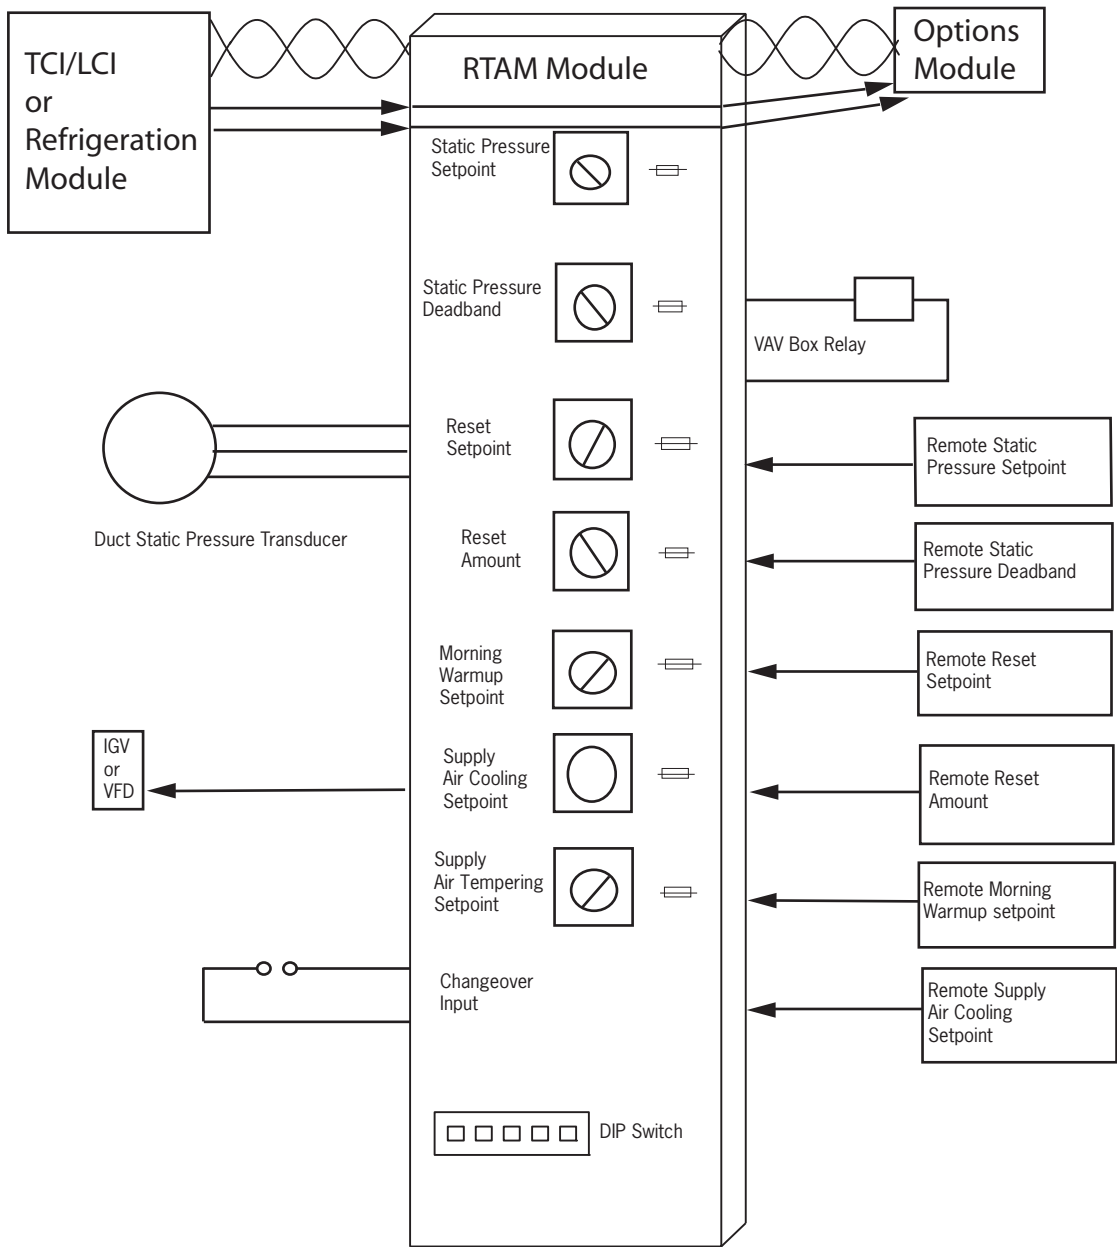 TCI/LCI
or
Refrigeration
Module
RTAM Module
Options
Module
Static Pressure
Setpoint
Static Pressure
Deadband
VAV Box Relay
Reset
Setpoint
Remote Static
Pressure Setpoint
Duct Static Pressure Transducer
Reset
Amount
Remote Static
Pressure Deadband
Morning
Warmup
Setpoint
Remote Reset
Setpoint
IGV
or
VFD
Supply
Air Cooling
Setpoint
Remote Reset
Amount
Supply
Air Tempering
Setpoint
Remote Morning
Warmup setpoint
Changeover
Input
Remote Supply
Air Cooling
Setpoint
DIP Switch